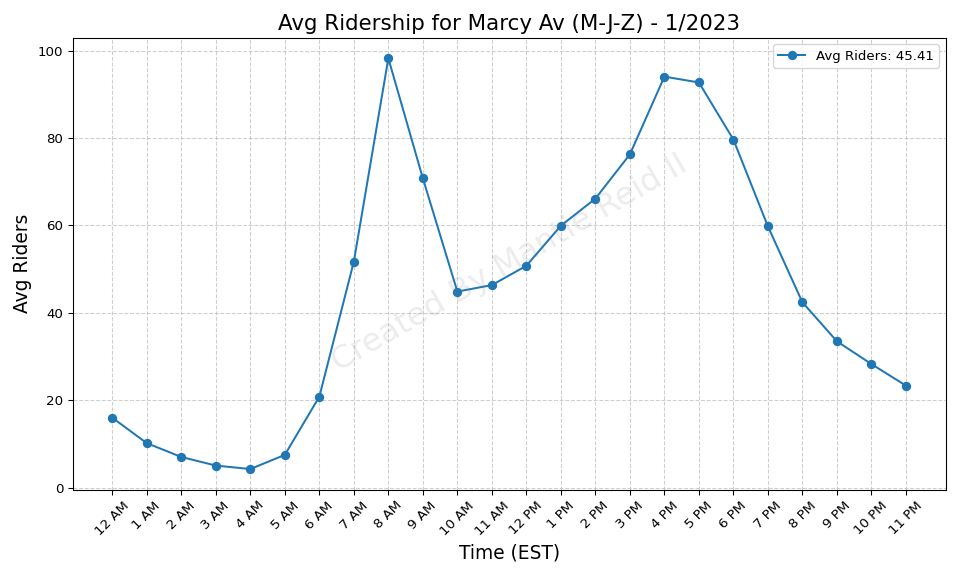 Avg Ridership for Marcy Av (M-J-Z) - 1/2023
Avg Riders: 45.41
100
80
60
40
20
0
Avg Riders
Created By Mantle Reid II
12 AM
1 AM
2 AM
3 AM
4 AM
5 AM
6 AM
7 AM
8 AM
9 AM
10 AM
11 AM
12 PM
1 PM
2 PM
3 PM
4 PM
5 PM
6 PM
7 PM
8 PM
9 PM
10 PM
11 PM
Time (EST)